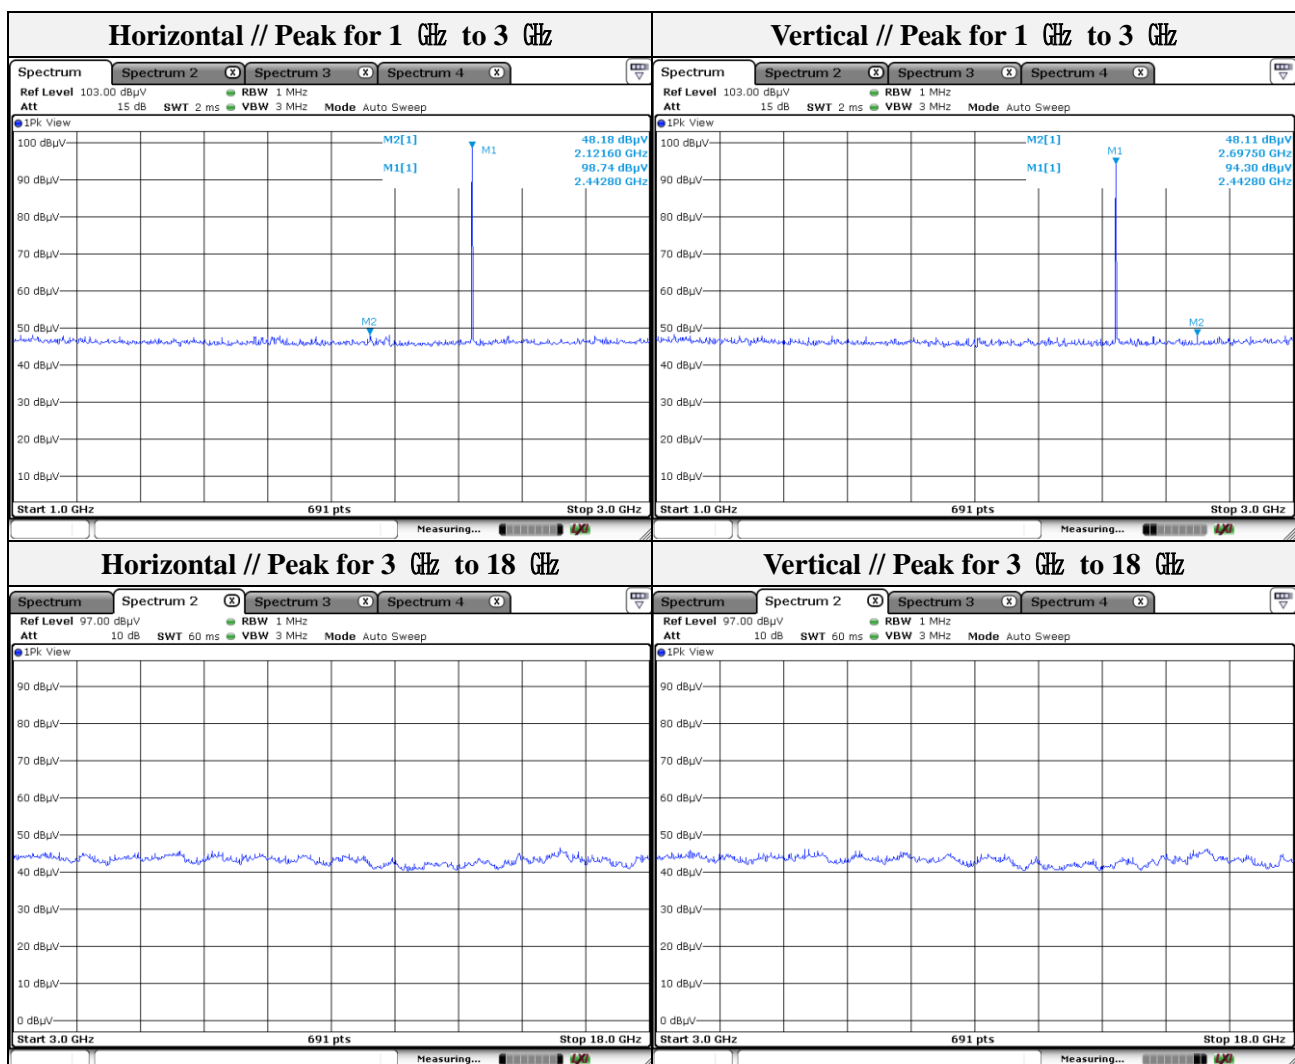 Horizontal // Peak for 1 ㎓ to 3 ㎓
Spectrum Spectrum 2 X Spectrum 3 X Spectrum 4 X
Ref Level 103.00 dBµV RBW 1 MHz
Att 15 dB SWT 2 ms VBW 3 MHz Mode Auto Sweep
1Pk View
M2[1] 48.18 dBµV
2.12160 GHz
M1[1] 98.74 dBµV
2.44280 GHz
100 dBµV
M1
90 dBµV
80 dBµV
70 dBµV
60 dBµV
50 dBµV
M2
40 dBµV
30 dBµV
20 dBµV
10 dBµV
Start 1.0 GHz 691 pts Stop 3.0 GHz
Measuring...
Vertical // Peak for 1 ㎓ to 3 ㎓
Spectrum Spectrum 2 X Spectrum 3 X Spectrum 4 X
Ref Level 103.00 dBµV RBW 1 MHz
Att 15 dB SWT 2 ms VBW 3 MHz Mode Auto Sweep
1Pk View
M2[1] 48.11 dBµV
2.69750 GHz
M1[1] 94.30 dBµV
2.44280 GHz
100 dBµV
M1
90 dBµV
80 dBµV
70 dBµV
60 dBµV
50 dBµV
M2
40 dBµV
30 dBµV
20 dBµV
10 dBµV
Start 1.0 GHz 691 pts Stop 3.0 GHz
Measuring...
Horizontal // Peak for 3 ㎓ to 18 ㎓
Spectrum Spectrum 2 X Spectrum 3 X Spectrum 4 X
Ref Level 97.00 dBµV RBW 1 MHz
Att 10 dB SWT 60 ms VBW 3 MHz Mode Auto Sweep
1Pk View
90 dBµV
80 dBµV
70 dBµV
60 dBµV
50 dBµV
40 dBµV
30 dBµV
20 dBµV
10 dBµV
0 dBµV
Start 3.0 GHz 691 pts Stop 18.0 GHz
Measuring...
Vertical // Peak for 3 ㎓ to 18 ㎓
Spectrum Spectrum 2 X Spectrum 3 X Spectrum 4 X
Ref Level 97.00 dBµV RBW 1 MHz
Att 10 dB SWT 60 ms VBW 3 MHz Mode Auto Sweep
1Pk View
90 dBµV
80 dBµV
70 dBµV
60 dBµV
50 dBµV
40 dBµV
30 dBµV
20 dBµV
10 dBµV
0 dBµV
Start 3.0 GHz 691 pts Stop 18.0 GHz
Measuring...